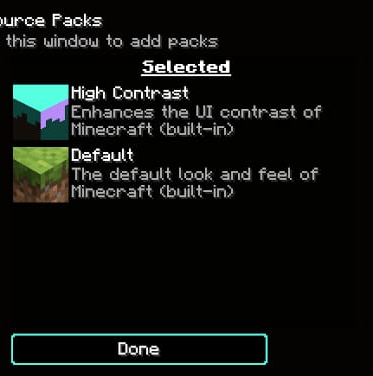 ource Packs
this window to add packs
Selected
High Contrast
Enhances the UI contrast of
Minecraft (built-in)
Default
The default look and feel of
Minecraft (built-in)
Done